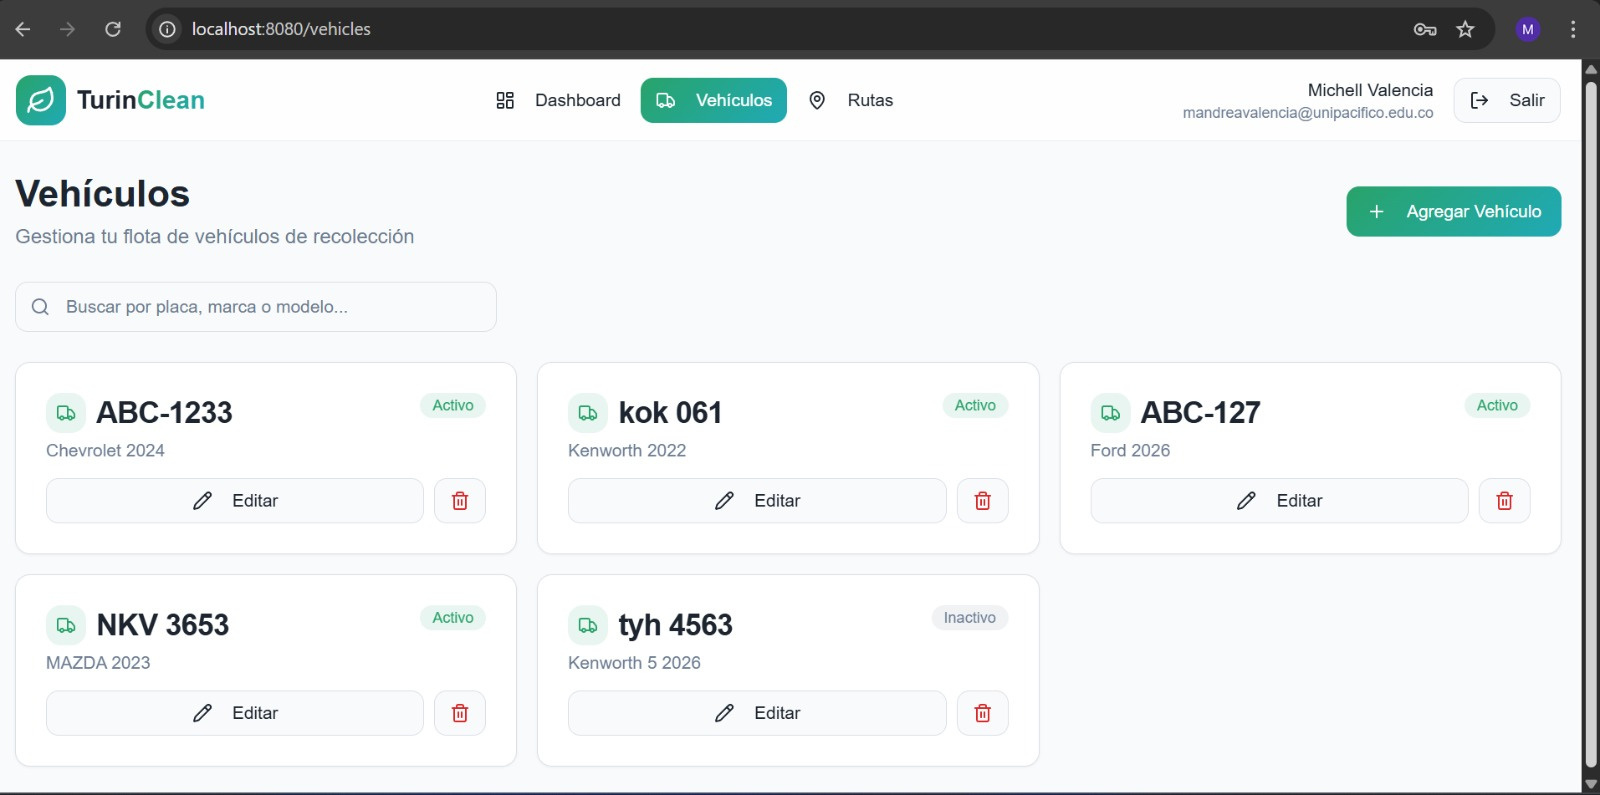 localhost:8080/vehicles
M
TurinClean
Dashboard
Vehículos
Rutas
Michell Valencia
mandreavalencia@unipacifico.edu.co
Salir
Vehículos
Gestiona tu flota de vehículos de recolección
+ Agregar Vehículo
Buscar por placa, marca o modelo...
ABC-1233
Activo
Chevrolet 2024
Editar
kok 061
Activo
Kenworth 2022
Editar
ABC-127
Activo
Ford 2026
Editar
NKV 3653
Activo
MAZDA 2023
Editar
tyh 4563
Inactivo
Kenworth 5 2026
Editar